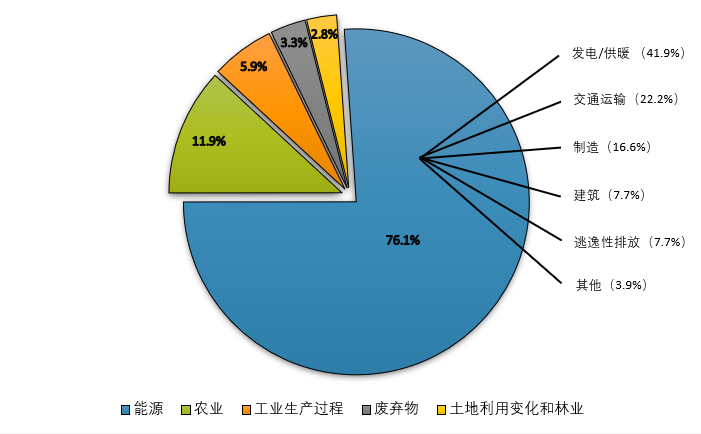 2.8%
3.3%
5.9%
11.9%
76.1%
发电/供暖（41.9%）
交通运输（22.2%）
制造（16.6%）
建筑（7.7%）
逃逸性排放（7.7%）
其他（3.9%）
能源 农业 工业生产过程 废弃物 土地利用变化和林业